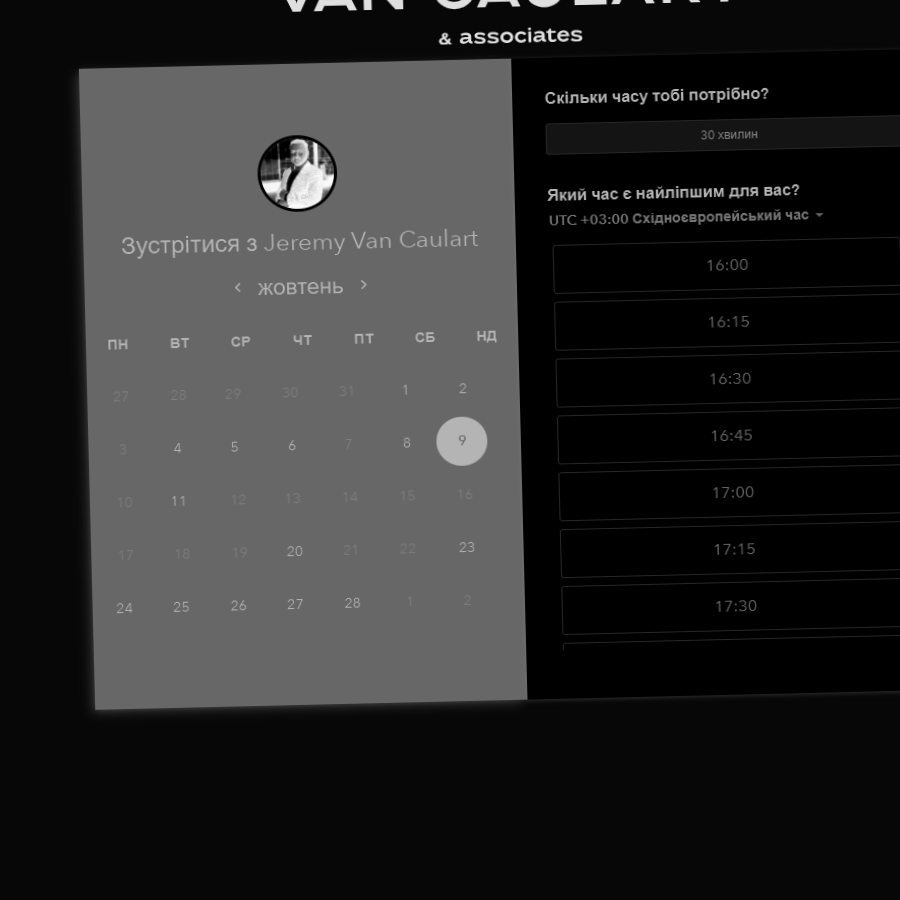 VAN CAULART
& associates
Зустрітися з Jeremy Van Caulart
жовтень
ПН ВТ СР ЧТ ПТ СБ НД
27 28 29 30 31 1 2
3 4 5 6 7 8 9
10 11 12 13 14 15 16
17 18 19 20 21 22 23
24 25 26 27 28 1 2
Скільки часу тобі потрібно?
30 хвилин
Який час є найліпшим для вас?
UTC +03:00 Східноєвропейський час
16:00
16:15
16:30
16:45
17:00
17:15
17:30